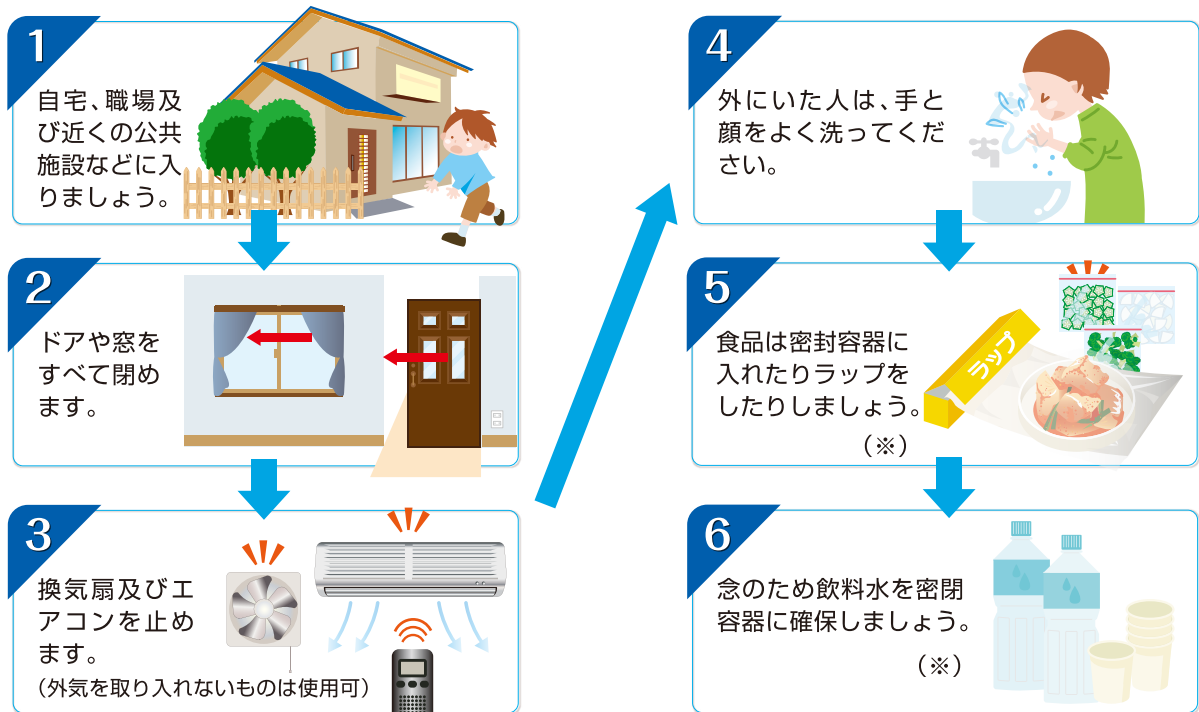 1
自宅、職場及
び近くの公共
施設などに入
りましょう。
2
ドアや窓を
すべて閉め
ます。
3
換気扇及びエ
アコンを止め
ます。
（外気を取り入れないものは使用可）
4
外にいた人は、手と
顔をよく洗ってくだ
さい。
5
食品は密封容器に
入れたりラップを
したりしましょう。
（※）
ラップ
6
念のため飲料水を密閉
容器に確保しましょう。
（※）